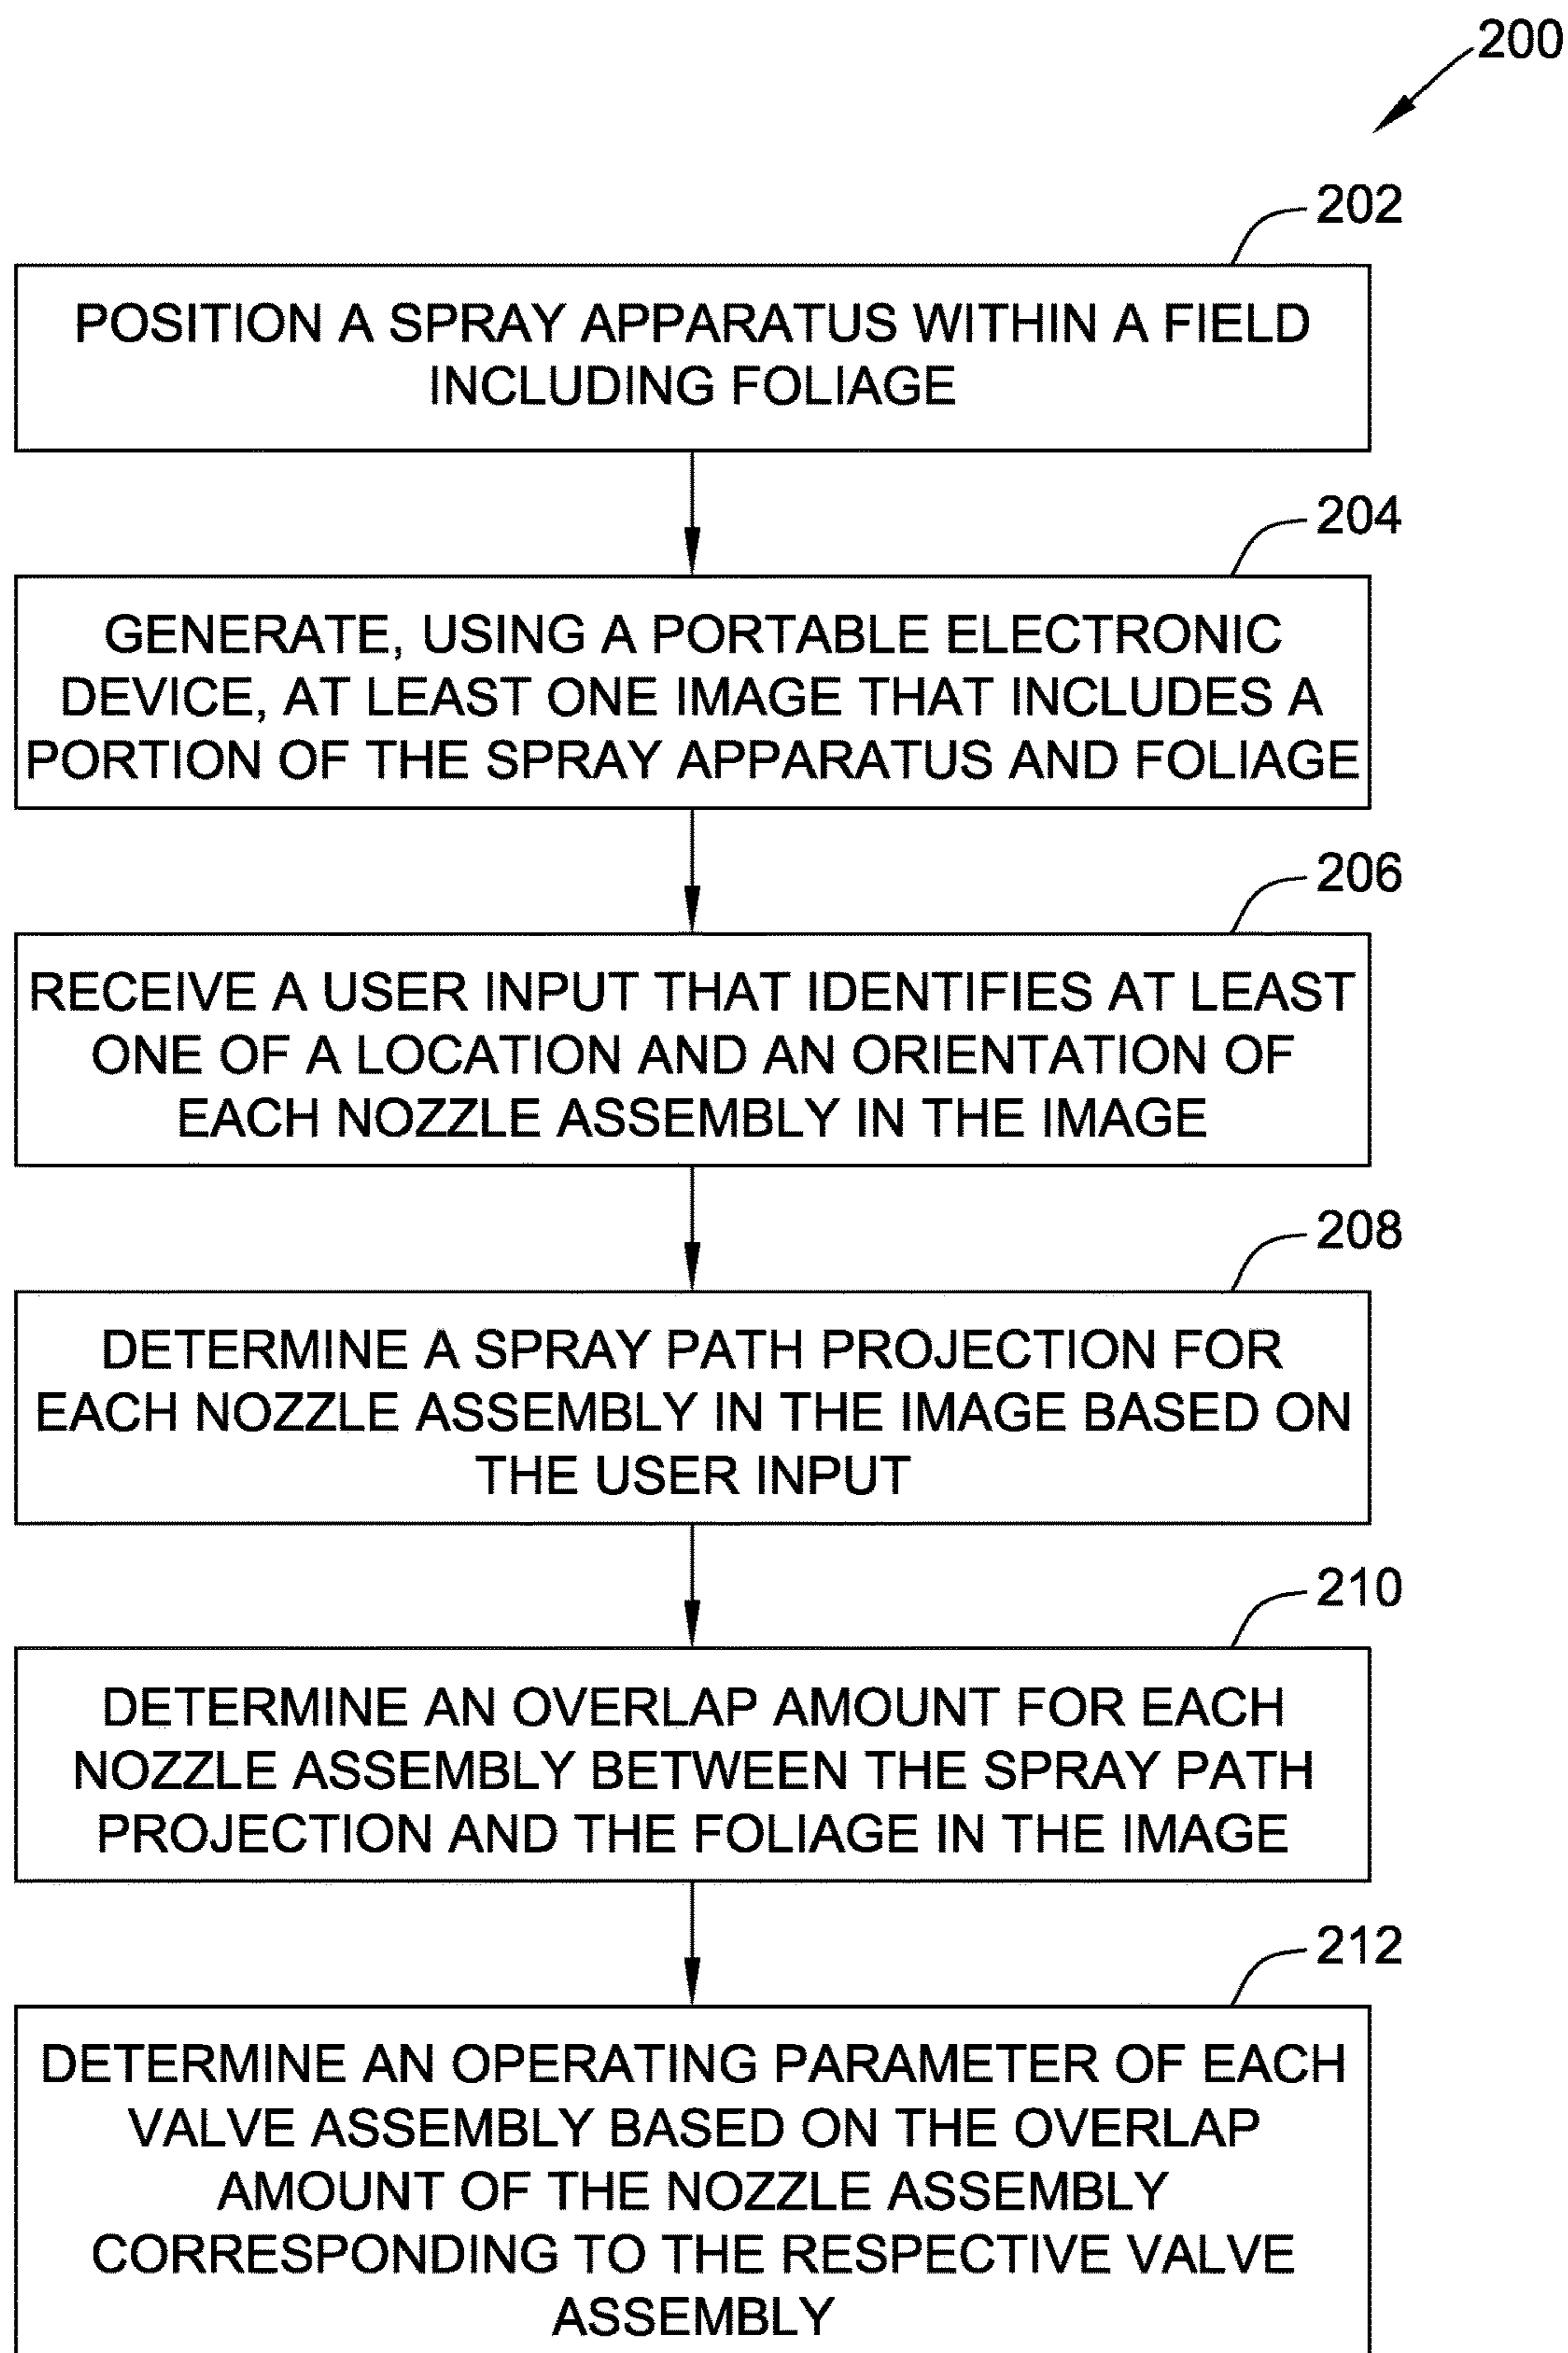 200
202
POSITION A SPRAY APPARATUS WITHIN A FIELD
INCLUDING FOLIAGE
204
GENERATE, USING A PORTABLE ELECTRONIC
DEVICE, AT LEAST ONE IMAGE THAT INCLUDES A
PORTION OF THE SPRAY APPARATUS AND FOLIAGE
206
RECEIVE A USER INPUT THAT IDENTIFIES AT LEAST
ONE OF A LOCATION AND AN ORIENTATION OF
EACH NOZZLE ASSEMBLY IN THE IMAGE
208
DETERMINE A SPRAY PATH PROJECTION FOR
EACH NOZZLE ASSEMBLY IN THE IMAGE BASED ON
THE USER INPUT
210
DETERMINE AN OVERLAP AMOUNT FOR EACH
NOZZLE ASSEMBLY BETWEEN THE SPRAY PATH
PROJECTION AND THE FOLIAGE IN THE IMAGE
212
DETERMINE AN OPERATING PARAMETER OF EACH
VALVE ASSEMBLY BASED ON THE OVERLAP
AMOUNT OF THE NOZZLE ASSEMBLY
CORRESPONDING TO THE RESPECTIVE VALVE
ASSEMBLY